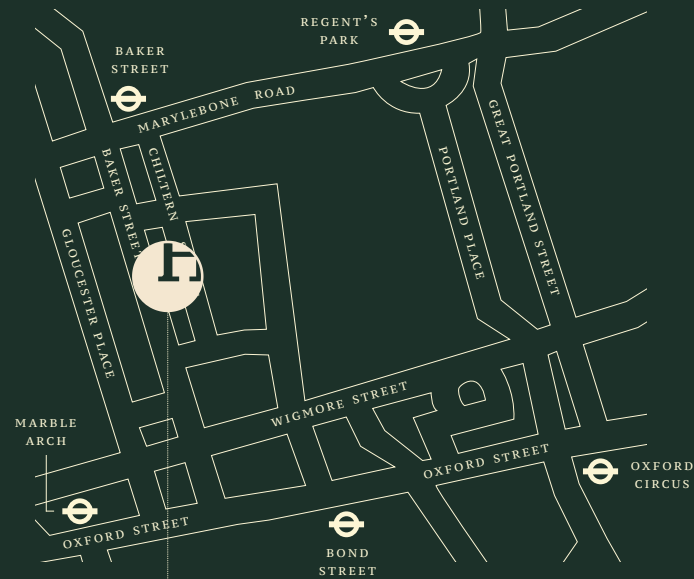 REGENT'S
PARK
BAKER
STREET
MARYLEBONE ROAD
BAKER STREET
CHILTERN
GREAT PORTLAND STREET
PORTLAND PLACE
GLOUCESTER PLACE
H
WIGMORE STREET
MARBLE
ARCH
OXFORD STREET
OXFORD
CIRCUS
OXFORD STREET
BOND
STREET